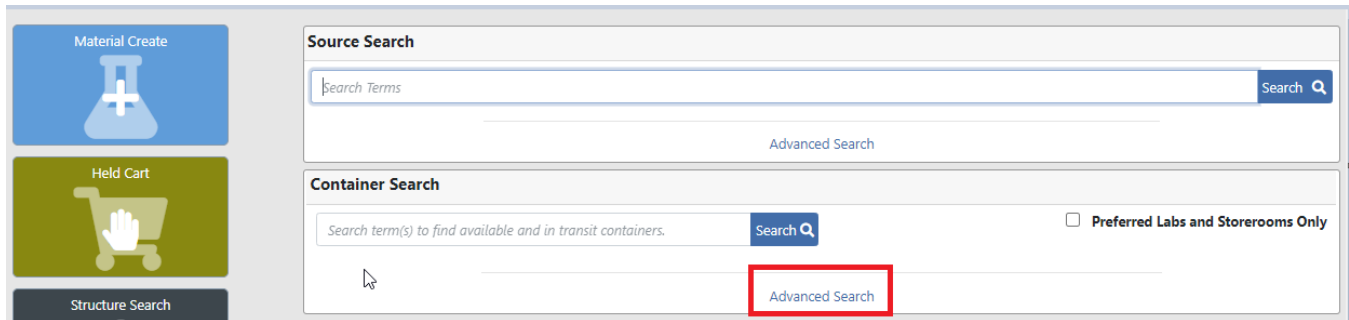 Material Create
Held Cart
Structure Search
Source Search
Search Terms
Search
Advanced Search
Container Search
Search term(s) to find available and in transit containers.
Search
Preferred Labs and Storerooms Only
Advanced Search